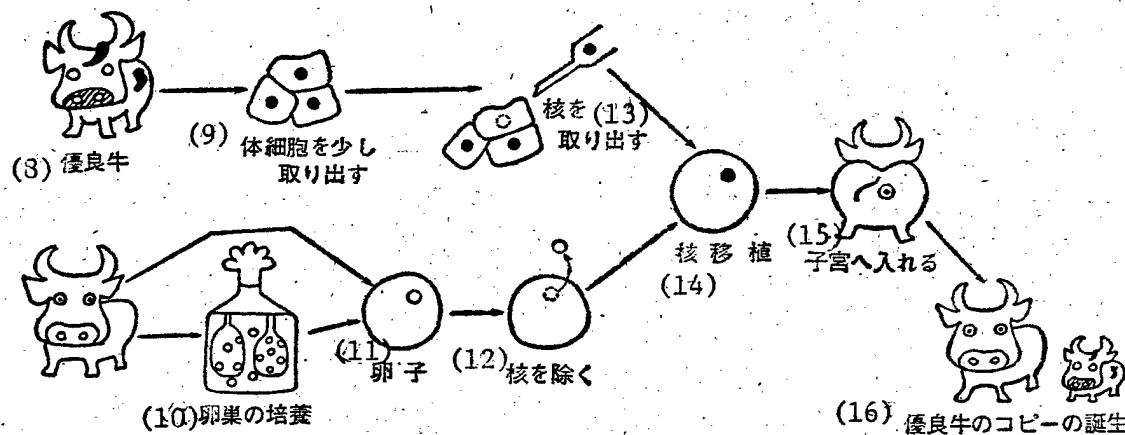 (8) 優良牛
(9) 体細胞を少し
取り出す
核を (13)
取り出す
核移植
(14)
(15)
子宮へ入れる
(10) 卵巣の培養
(11)
卵子
(12) 核を除く
(16) 優良牛のコピーの誕生